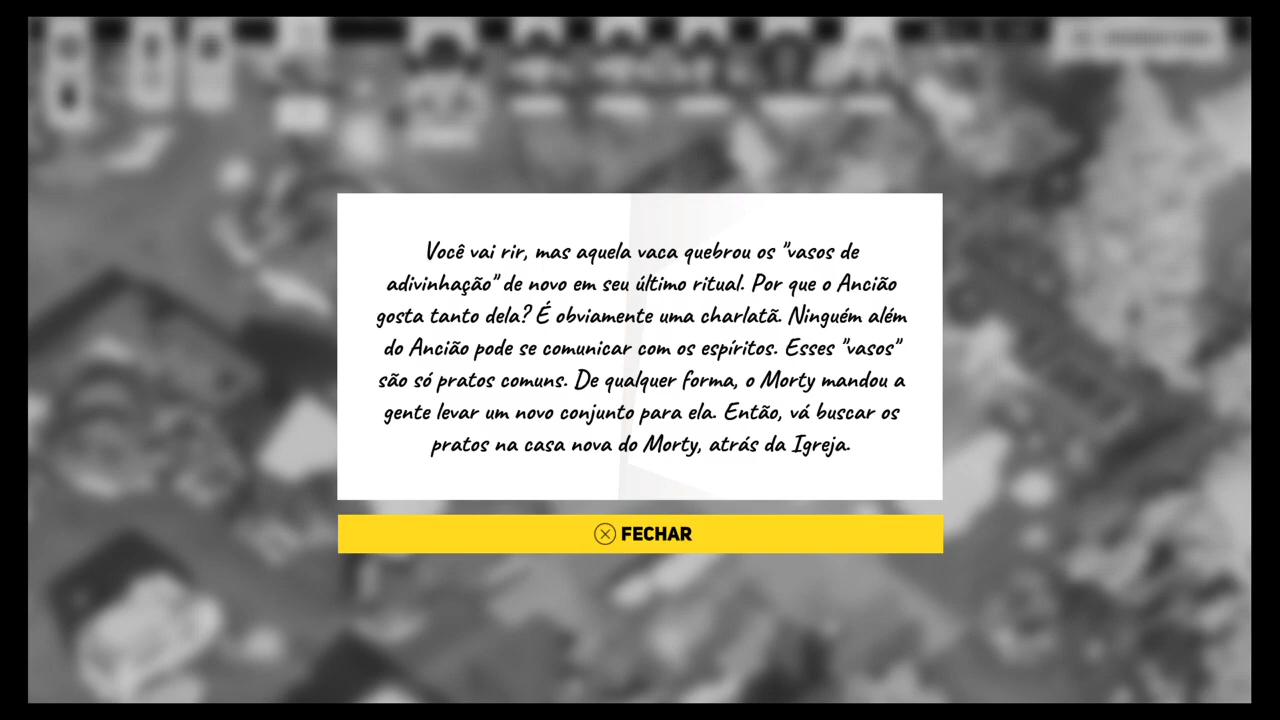 Você vai rir, mas aquela vaca quebrou os "vasos de
adivinhação" de novo em seu último ritual. Por que o Ancião
gosta tanto dela? É obviamente uma charlatã. Ninguém além
do Ancião pode se comunicar com os espíritos. Esses "vasos"
são só pratos comuns. De qualquer forma, o Morty mandou a
gente levar um novo conjunto para ela. Então, vá buscar os
pratos na casa nova do Morty, atrás da Igreja.
FECHAR